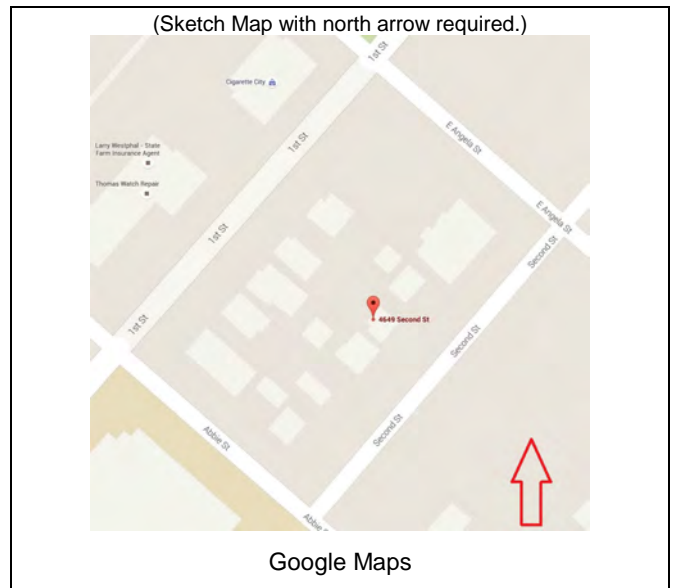 (Sketch Map with north arrow required.)
1st St
Cigarette City
E Angela St
1st St
Larry Westphal - State
Farm Insurance Agent
Thomas Watch Repair
E Angela St
1st St
Second St
4649 Second St
1st St
Second St
Second St
Abbie St
Abbie St
Google Maps